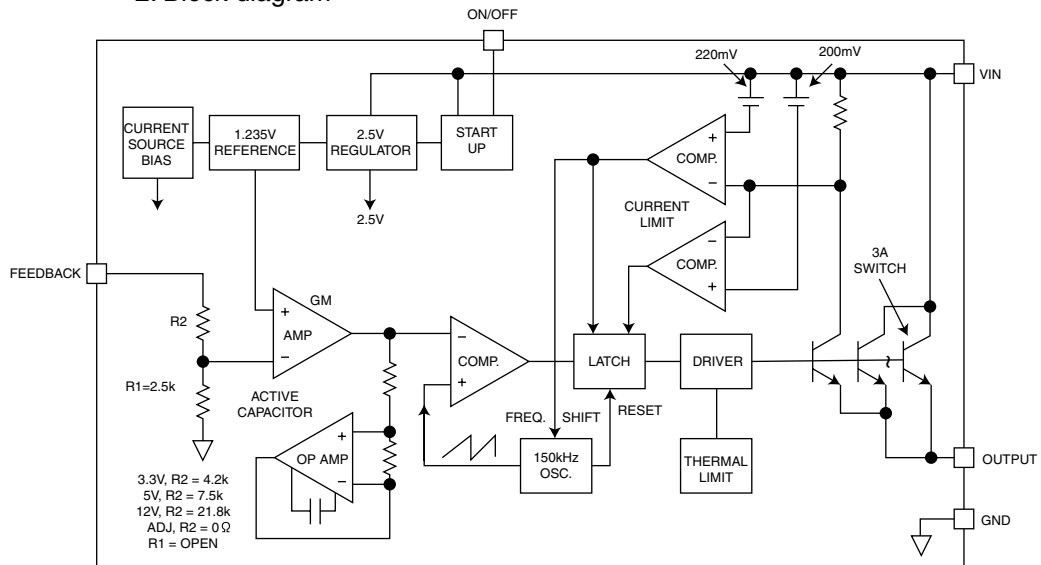 2. Block diagram
ON/OFF
220mV
200mV
VIN
CURRENT
SOURCE
BIAS
1.235V
REFERENCE
2.5V
REGULATOR
START
UP
+
COMP.
−
2.5V
CURRENT
LIMIT
−
COMP.
+
3A
SWITCH
FEEDBACK
R2
GM
+
AMP
−
−
COMP.
+
LATCH
DRIVER
R1=2.5k
ACTIVE
CAPACITOR
FREQ. SHIFT
RESET
+
OP AMP
−
150kHz
OSC.
THERMAL
LIMIT
OUTPUT
3.3V, R2 = 4.2k
5V, R2 = 7.5k
12V, R2 = 21.8k
ADJ, R2 = 0Ω
R1 = OPEN
GND